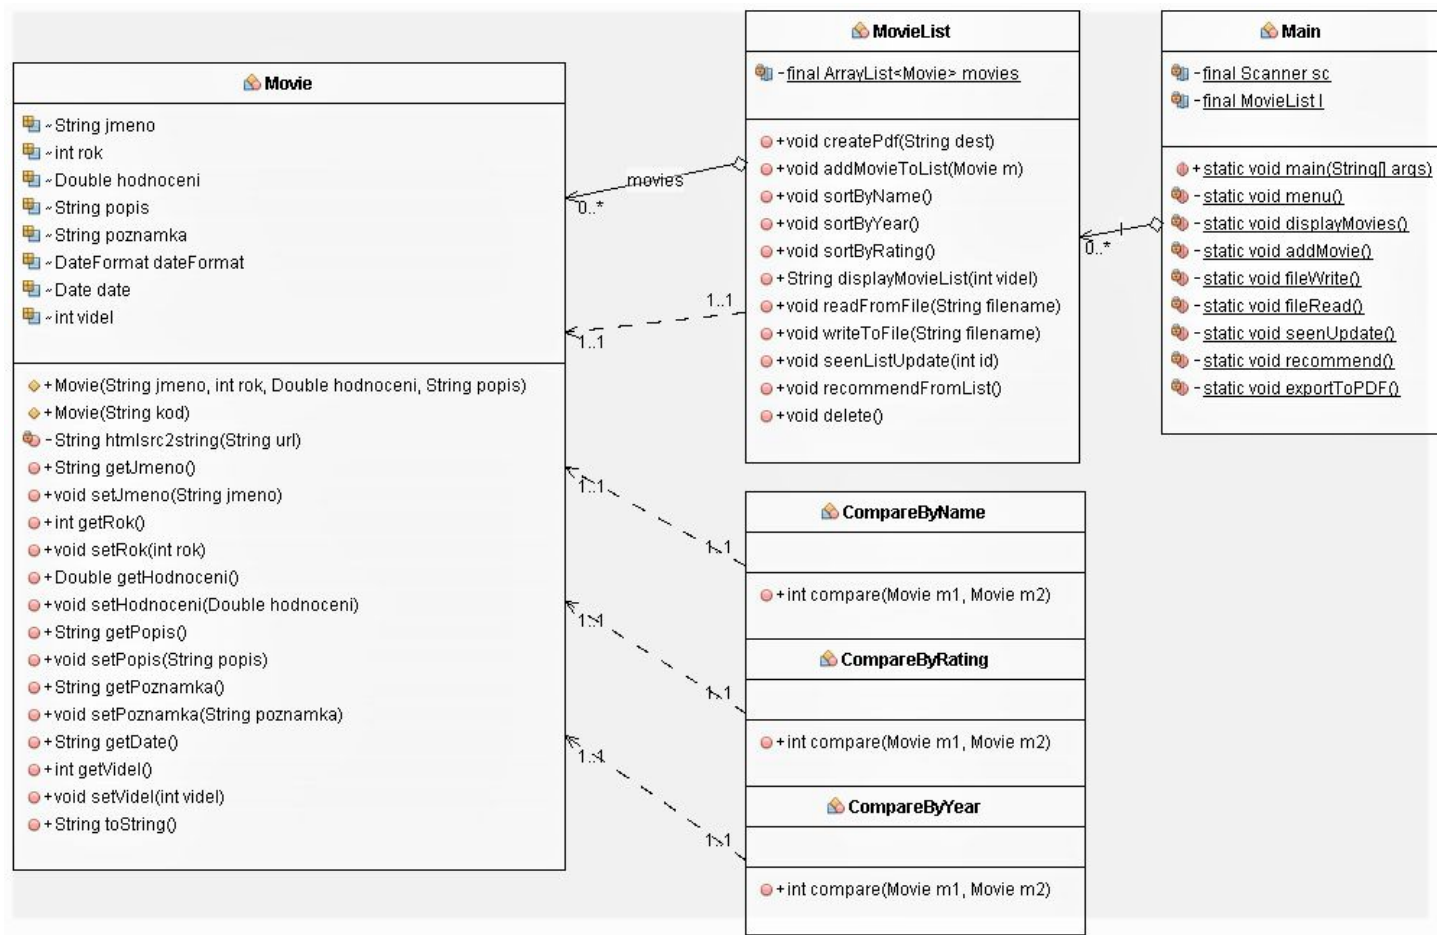 Movie
~String jmeno
~int rok
~Double hodnoceni
~String popis
~String poznamka
~DateFormat dateFormat
~Date date
~int videl
+Movie(String jmeno, int rok, Double hodnoceni, String popis)
+Movie(String kod)
-String htmlsrc2string(String url)
+String getJmeno()
+void setJmeno(String jmeno)
+int getRok()
+void setRok(int rok)
+Double getHodnoceni()
+void setHodnoceni(Double hodnoceni)
+String getPopis()
+void setPopis(String popis)
+String getPoznamka()
+void setPoznamka(String poznamka)
+String getDate()
+int getVidel()
+void setVidel(int videl)
+String toString()
movies
0..*
1..1
1..1
1..1
1..1
1..1
1..1
1..1
1..1
MovieList
-final ArrayList<Movie> movies
+void createPdf(String dest)
+void addMovieToList(Movie m)
+void sortByName()
+void sortByYear()
+void sortByRating()
+String displayMovieList(int videl)
+void readFromFile(String filename)
+void writeToFile(String filename)
+void seenListUpdate(int id)
+void recommendFromList()
+void delete()
l
0..*
Main
-final Scanner sc
-final MovieList l
+static void main(String[] args)
-static void menu()
-static void displayMovies()
-static void addMovie()
-static void fileWrite()
-static void fileRead()
-static void seenUpdate()
-static void recommend()
-static void exportToPDF()
CompareByName
+int compare(Movie m1, Movie m2)
CompareByRating
+int compare(Movie m1, Movie m2)
CompareByYear
+int compare(Movie m1, Movie m2)